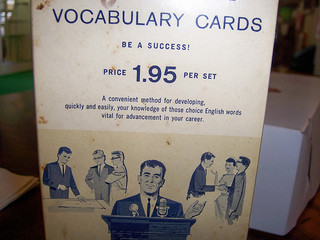 VOCABULARY CARDS
BE A SUCCESS!
PRICE 1.95 PER SET
A convenient method for developing,
quickly and easily, your knowledge of those choice English words
vital for advancement in your career.